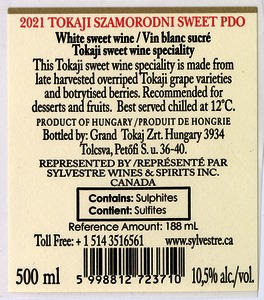 2021 TOKAJI SZAMORODNI SWEET PDO
White sweet wine / Vin blanc sucré
Tokaji sweet wine speciality
This Tokaji sweet wine speciality is made from
late harvested overriped Tokaji grape varieties
and botrytised berries. Recommended for
desserts and fruits. Best served chilled at 12°C.
PRODUCT OF HUNGARY / PRODUIT DE HONGRIE
Bottled by: Grand Tokaj Zrt. Hungary 3934
Tolcsva, Petőfi S. u. 36-40.
REPRESENTED BY / REPRÉSENTÉ PAR
SYLVESTRE WINES & SPIRITS INC.
CANADA
Contains: Sulphites
Contient: Sulfites
Reference Amount: 188 mL
Toll Free: + 1 514 3516561 www.sylvestre.ca
500 ml 5 998812 723710 10,5% alc./vol.